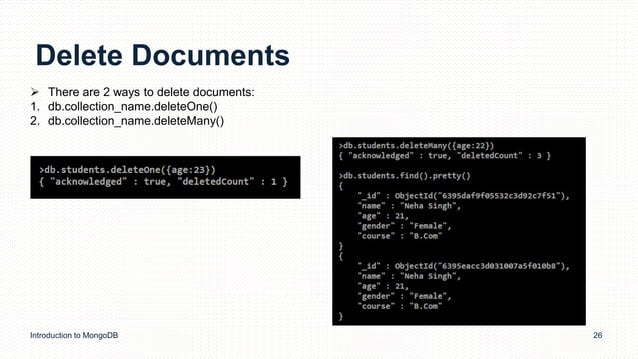 Delete Documents
➢ There are 2 ways to delete documents:
1. db.collection_name.deleteOne()
2. db.collection_name.deleteMany()
>db.students.deleteOne({age:23})
{ "acknowledged" : true, "deletedCount" : 1 }
>db.students.deleteMany({age:22})
{ "acknowledged" : true, "deletedCount" : 3 }
>db.students.find().pretty()
{
"_id" : ObjectId("6395daf9f05532c3d92c7f51"),
"name" : "Neha Singh",
"age" : 21,
"gender" : "Female",
"course" : "B.Com"
}
{
"_id" : ObjectId("6395eacc3d031007a5f010b8"),
"name" : "Neha Singh",
"age" : 21,
"gender" : "Female",
"course" : "B.Com"
}
Introduction to MongoDB
26